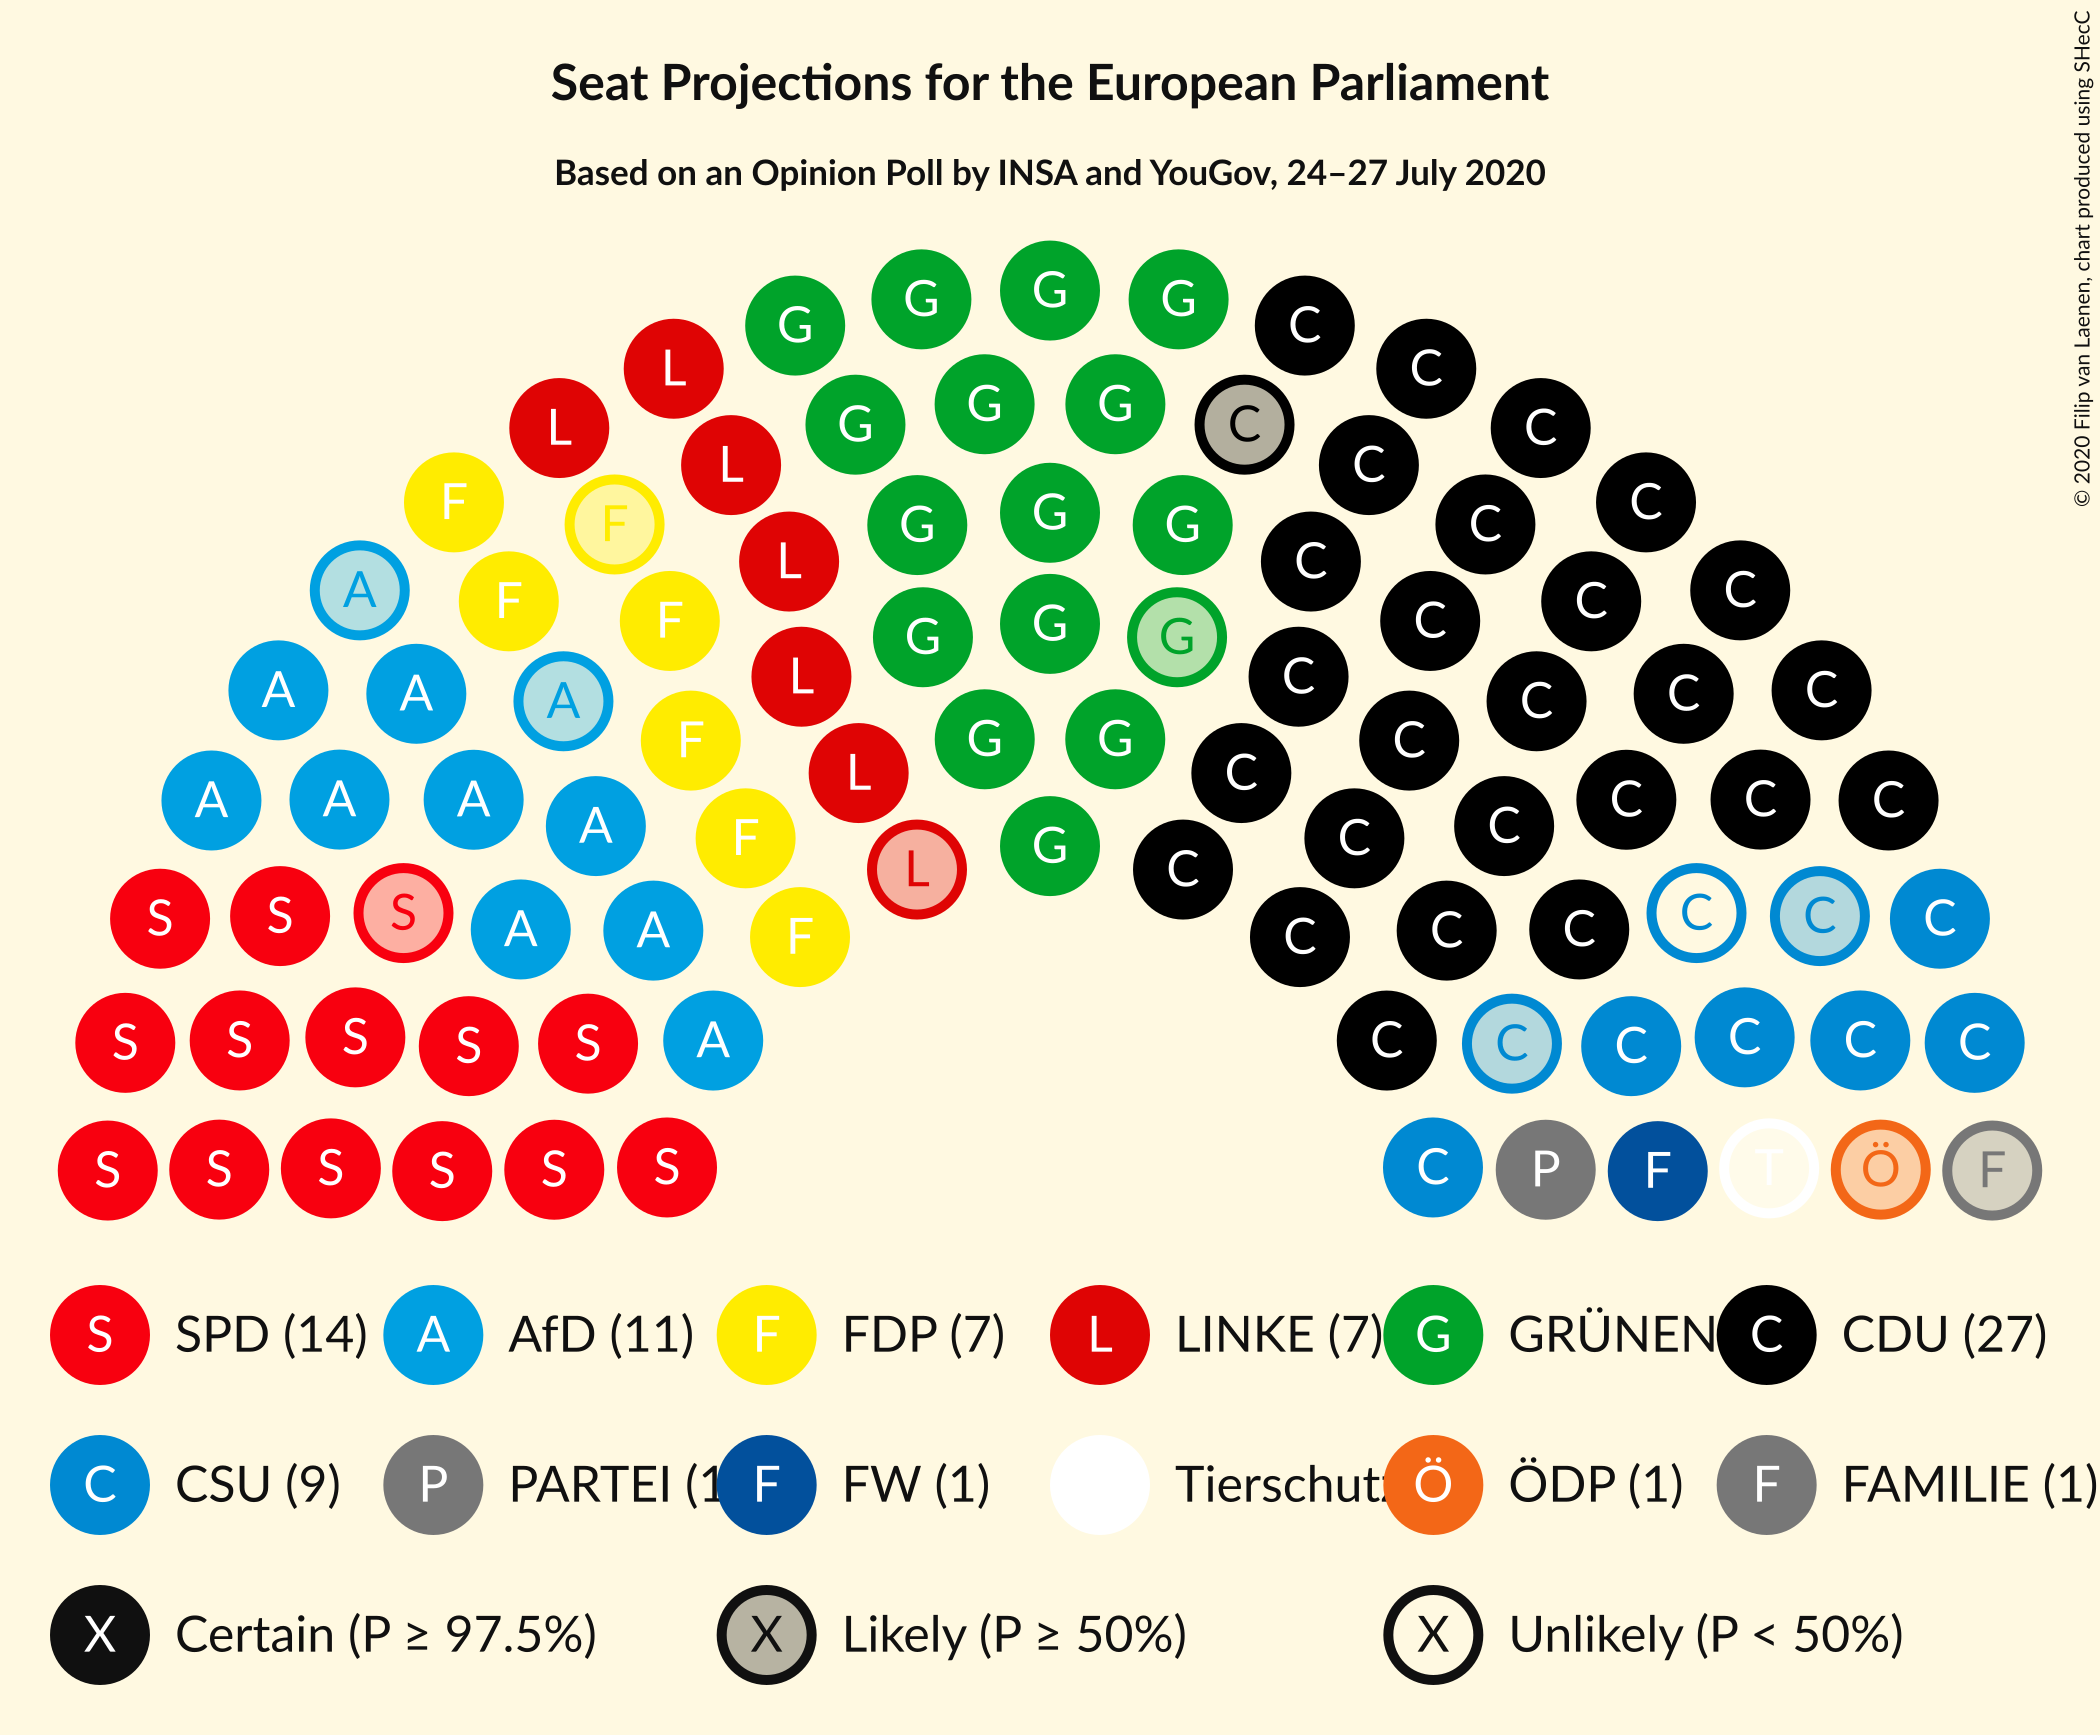 Seat Projections for the European Parliament
Based on an Opinion Poll by INSA and YouGov, 24–27 July 2020
© 2020 Filip van Laenen, chart produced using SHecC
G G G G
C C
L L
G G G C
C C
L L
F F
G G G
C C C
L
A F F
G G G
C C C C
L
A A A F
G G
C C C C C
L
A A A A F
G
C C C C C C
L
S S S A A F
C C C C C C C
S S S S S A
C C C C C C
S S S S S S
C P F T Ö F
S SPD (14) A AfD (11) F FDP (7) L LINKE (7) G GRÜNEN C CDU (27)
C CSU (9) P PARTEI (1 F FW (1) Tierschutz Ö ÖDP (1) F FAMILIE (1)
X Certain (P ≥ 97.5%) X Likely (P ≥ 50%) X Unlikely (P < 50%)